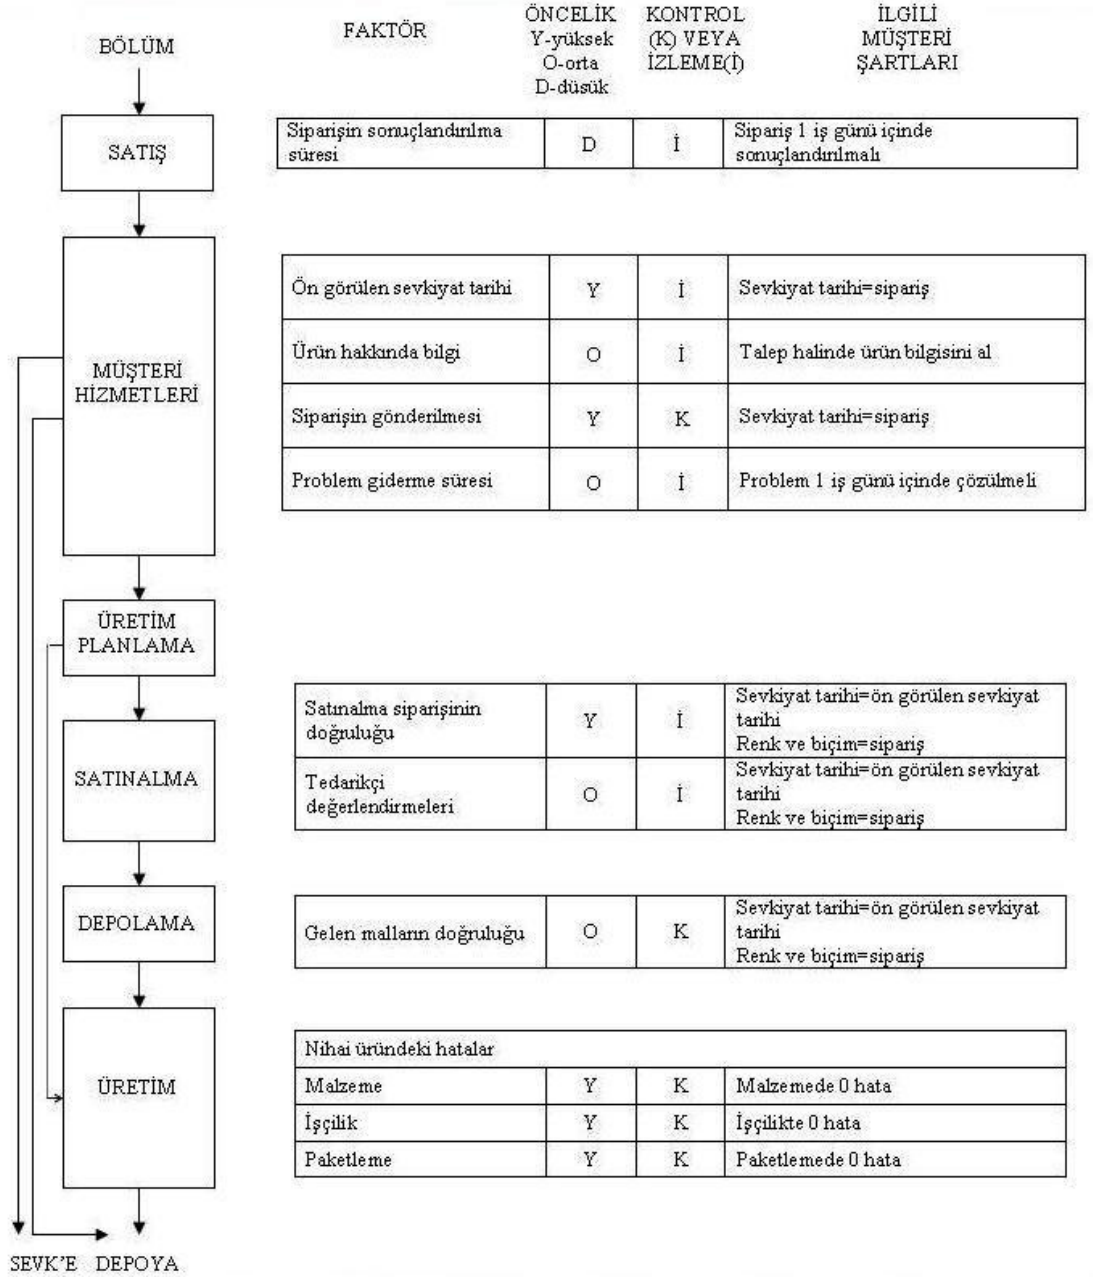 BÖLÜM
FAKTÖR
ÖNCELİK
Y-yüksek
O-orta
D-düsük
KONTROL
(K) VEYA
İZLEME(İ)
İLGİLİ
MÜŞTERİ
ŞARTLARI
SATIŞ
Siparişin sonuçlandırılma
süresi
D
İ
Sipariş 1 iş günü içinde
sonuçlandırılmalı
MÜŞTERİ
HİZMETLERİ
Ön görülen sevkiyat tarihi
Y
İ
Sevkiyat tarihi=sipariş
Ürün hakkında bilgi
O
İ
Talep halinde ürün bilgisini al
Siparişin gönderilmesi
Y
K
Sevkiyat tarihi=sipariş
Problem giderme süresi
O
İ
Problem 1 iş günü içinde çözülmeli
ÜRETİM
PLANLAMA
SATINALMA
Satınalma siparişinin
doğruluğu
Y
İ
Sevkiyat tarihi=ön görülen sevkiyat
tarihi
Renk ve biçim=sipariş
Tedarikçi
değerlendirmeleri
O
İ
Sevkiyat tarihi=ön görülen sevkiyat
tarihi
Renk ve biçim=sipariş
DEPOLAMA
Gelen malların doğruluğu
O
K
Sevkiyat tarihi=ön görülen sevkiyat
tarihi
Renk ve biçim=sipariş
ÜRETİM
Nihai üründeki hatalar
Malzeme
Y
K
Malzemede 0 hata
İşçilik
Y
K
İşçilikte 0 hata
Paketleme
Y
K
Paketlemede 0 hata
SEVK'E DEPOYA